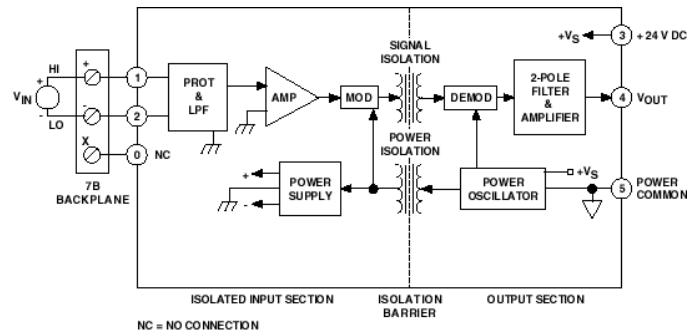 +VS
3
+ 24 V DC
SIGNAL
ISOLATION
HI
+
1
PROT
&
LPF
AMP
MOD
DEMOD
2-POLE
FILTER
&
AMPLIFIER
4
VOUT
VIN
+
-
-
2
LO
X
0
NC
POWER
ISOLATION
7B
BACKPLANE
+
-
POWER
SUPPLY
POWER
OSCILLATOR
+VS
5
POWER
COMMON
ISOLATED INPUT SECTION
ISOLATION
BARRIER
OUTPUT SECTION
NC = NO CONNECTION